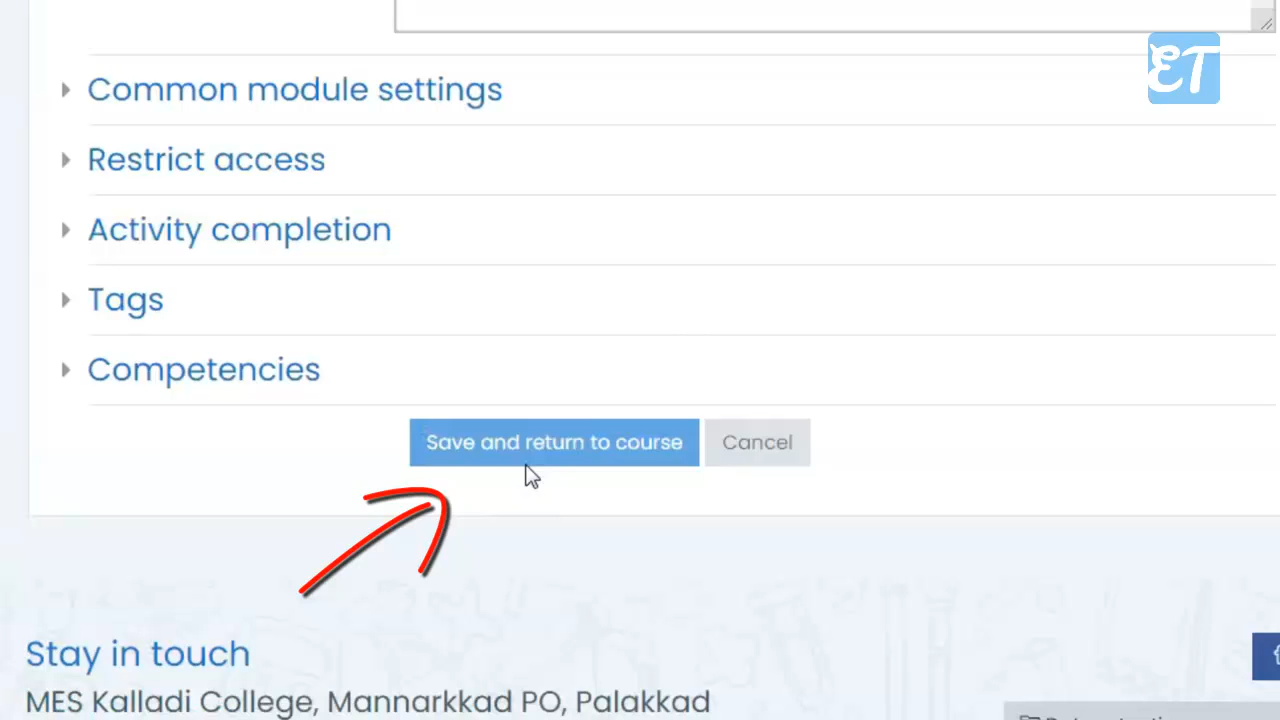 ET
Common module settings
Restrict access
Activity completion
Tags
Competencies
Save and return to course Cancel
Stay in touch
MES Kalladi College, Mannarkkad PO, Palakkad